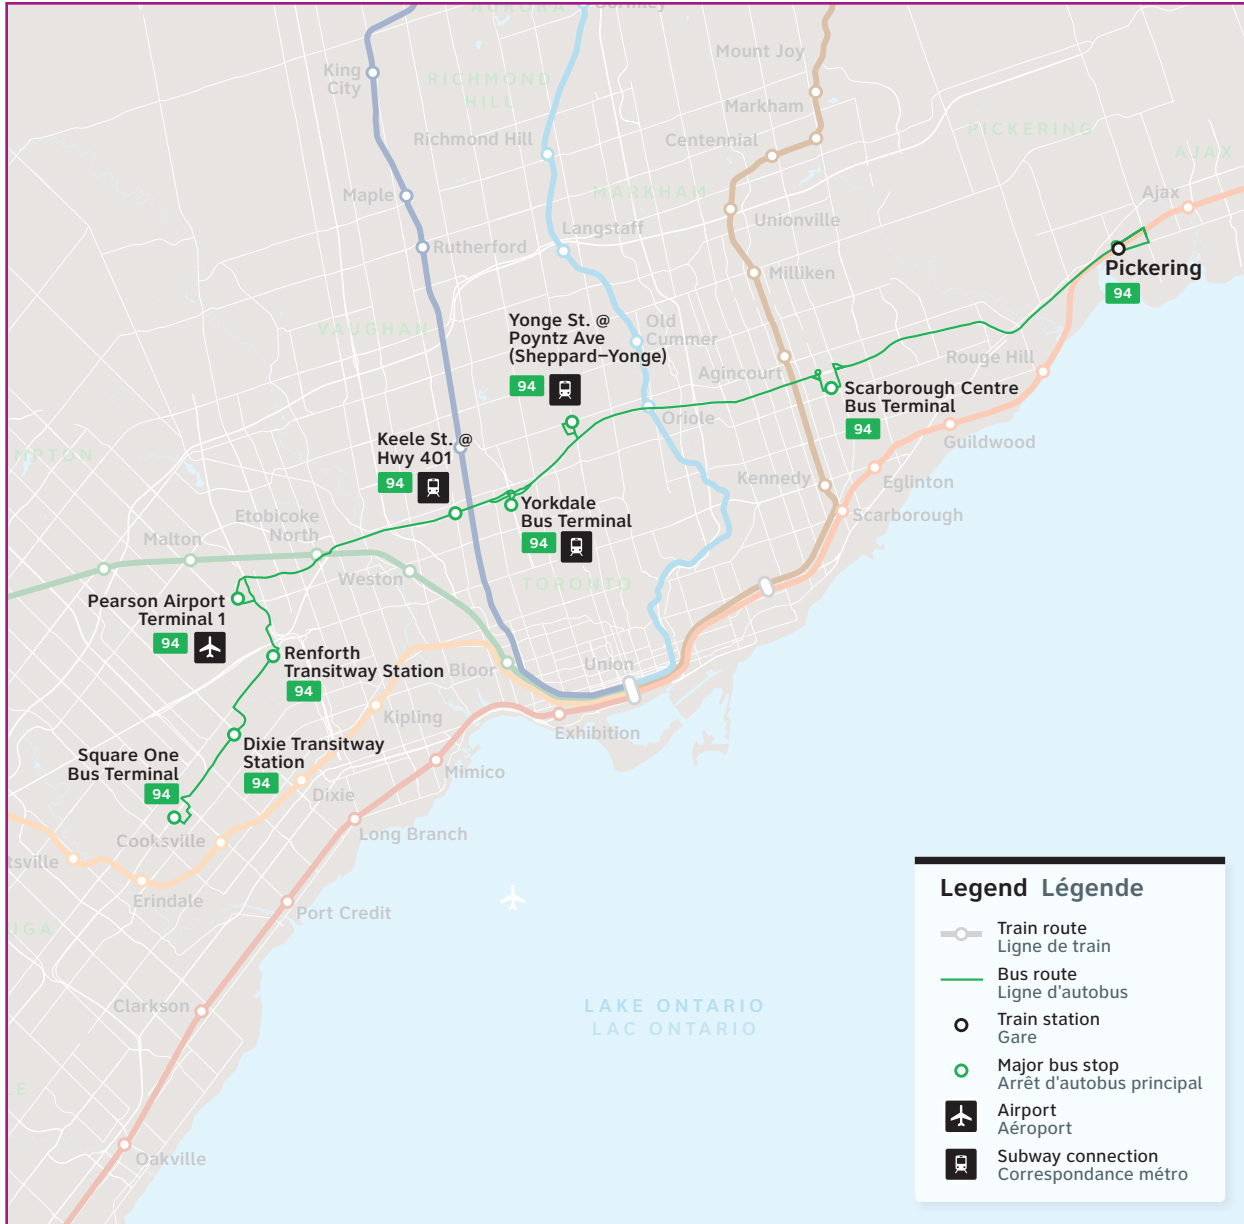 AURORA
Gormley
King
City
RICHMOND
HILL
Mount Joy
Markham
Richmond Hill
Centennial
PICKERING
AJAX
Maple
MARKHAM
Ajax
Unionville
Langstaff
Rutherford
Milliken
Pickering
94
VAUGHAN
Yonge St. @
Poyntz Ave
(Sheppard–Yonge)
94
Old
Cummer
Agincourt
Rouge Hill
Scarborough Centre
Bus Terminal
94
Oriole
Guildwood
Keele St. @
Hwy 401
94
MPTON
Kennedy
Eglinton
Yorkdale
Bus Terminal
94
Scarborough
Etobicoke
North
Malton
Weston
TORONTO
Pearson Airport
Terminal 1
94
Renforth
Transitway Station
94
Bloor
Union
Kipling
Exhibition
Dixie Transitway
Station
94
Square One
Bus Terminal
94
Mimico
Dixie
Cooksville
Long Branch
tsville
Erindale
Port Credit
UGA
Clarkson
LAKE ONTARIO
LAC ONTARIO
LE
Oakville
Legend Légende
Train route
Ligne de train
Bus route
Ligne d'autobus
Train station
Gare
Major bus stop
Arrêt d'autobus principal
Airport
Aéroport
Subway connection
Correspondance métro